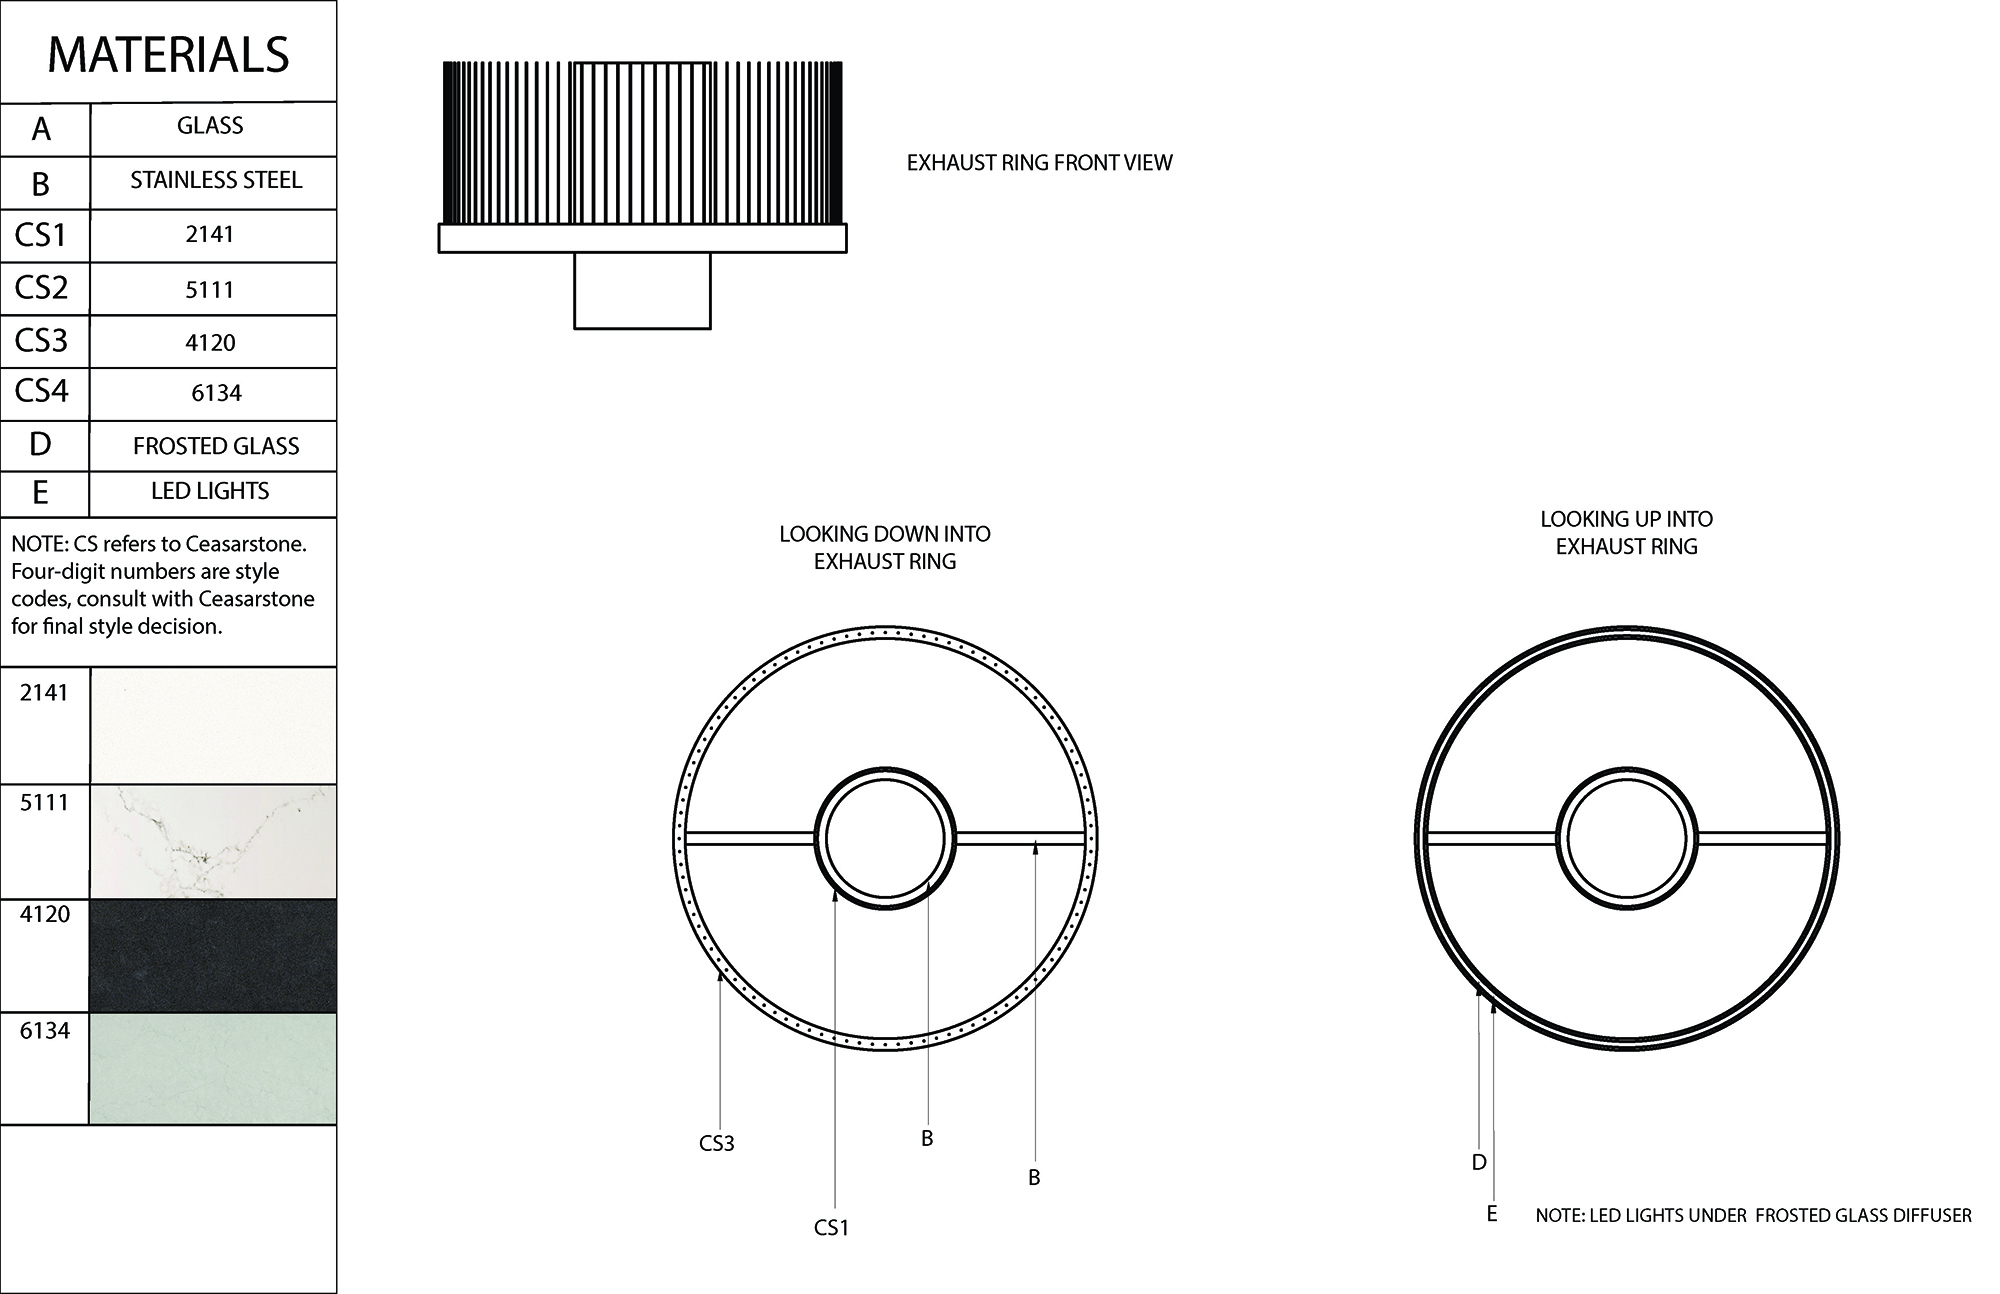 MATERIALS
A GLASS
B STAINLESS STEEL
CS1 2141
CS2 5111
CS3 4120
CS4 6134
D FROSTED GLASS
E LED LIGHTS
NOTE: CS refers to Ceasarstone.
Four-digit numbers are style
codes, consult with Ceasarstone
for final style decision.
2141
5111
4120
6134
EXHAUST RING FRONT VIEW
LOOKING DOWN INTO
EXHAUST RING
CS3
CS1
B
B
LOOKING UP INTO
EXHAUST RING
D
E
NOTE: LED LIGHTS UNDER FROSTED GLASS DIFFUSER